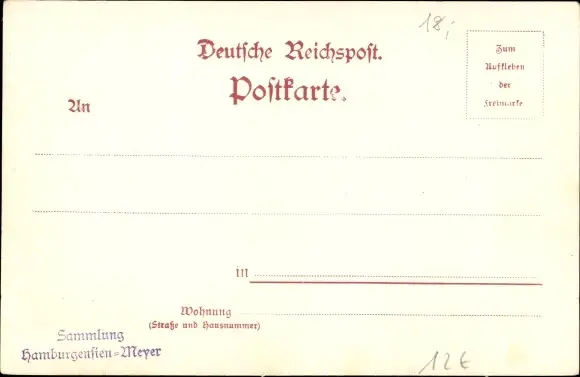 18,-
Deutsche Reichspost.
Postkarte.
Zum
Aufkleben
der
Freimarke
An
in
Wohnung
(Straße und Hausnummer)
Sammlung
Hamburgensien=Meyer
12€